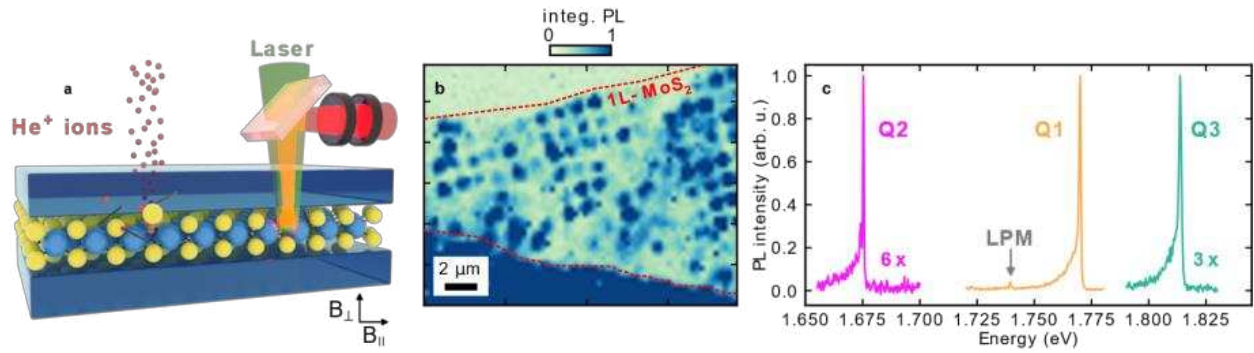 a
Laser
He⁺ ions
B⊥
B||
integ. PL
0 1
b
1L-MoS₂
2 μm
c
Q2
Q1
Q3
LPM
6 x
3 x
PL intensity (arb. u.)
1.0
0.8
0.6
0.4
0.2
0.0
1.650 1.675 1.700 1.725 1.750 1.775 1.800 1.825
Energy (eV)